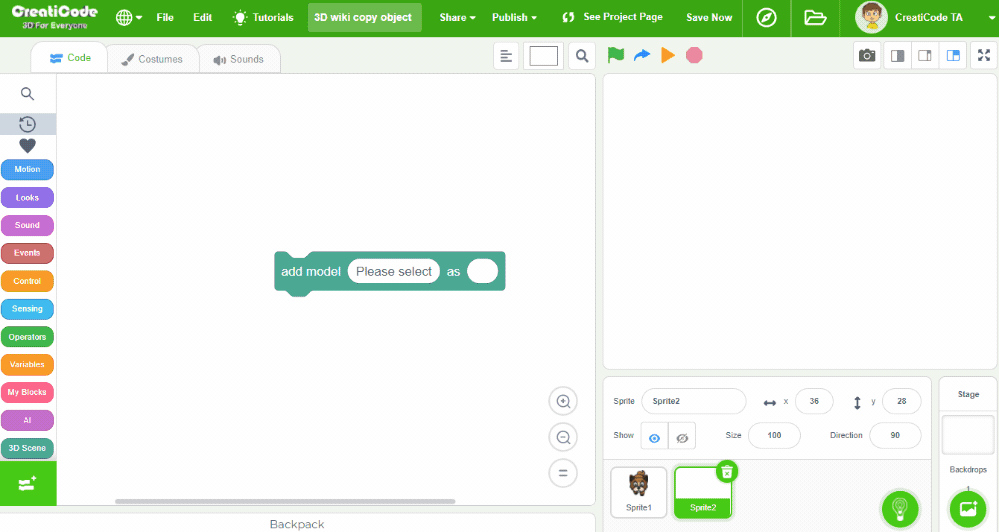 CreatiCode
3D For Everyone
File
Edit
Tutorials
3D wiki copy object
Share
Publish
See Project Page
Save Now
CreatiCode TA
Code
Costumes
Sounds
Motion
Looks
Sound
Events
Control
Sensing
Operators
Variables
My Blocks
AI
3D Scene
add model Please select as
Backpack
Sprite Sprite2 x 36 y 28
Show Size 100 Direction 90
Sprite1
Sprite2
Stage
Backdrops
1